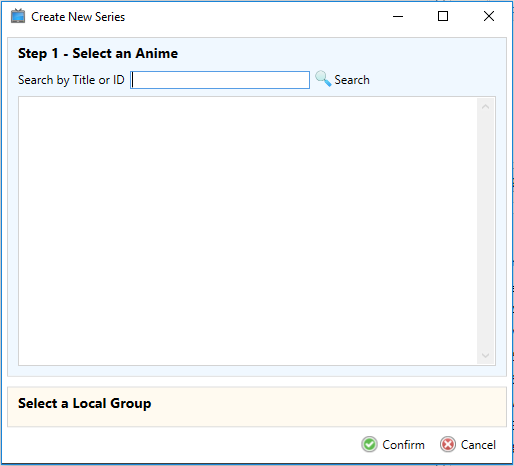 Create New Series
Step 1 - Select an Anime
Search by Title or ID
Search
Select a Local Group
Confirm
Cancel